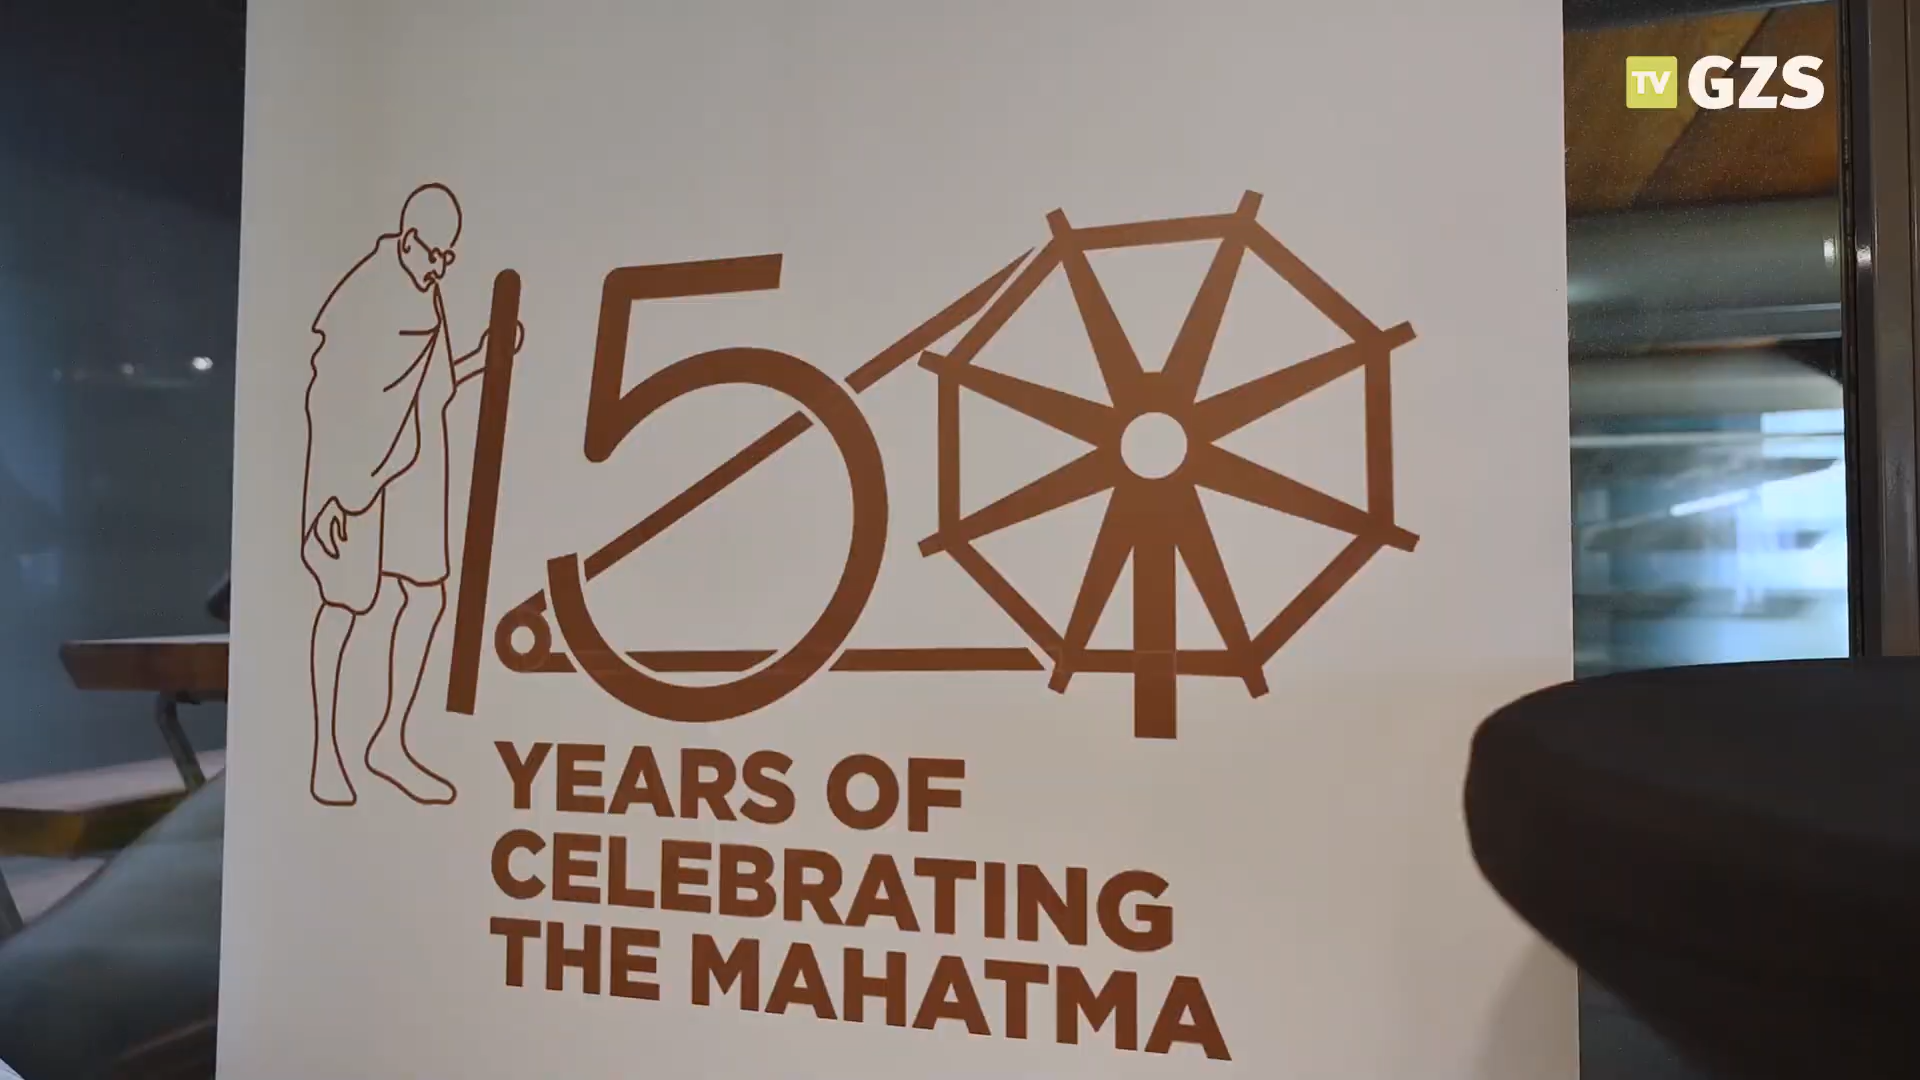 TV GZS
150
YEARS OF
CELEBRATING
THE MAHATMA